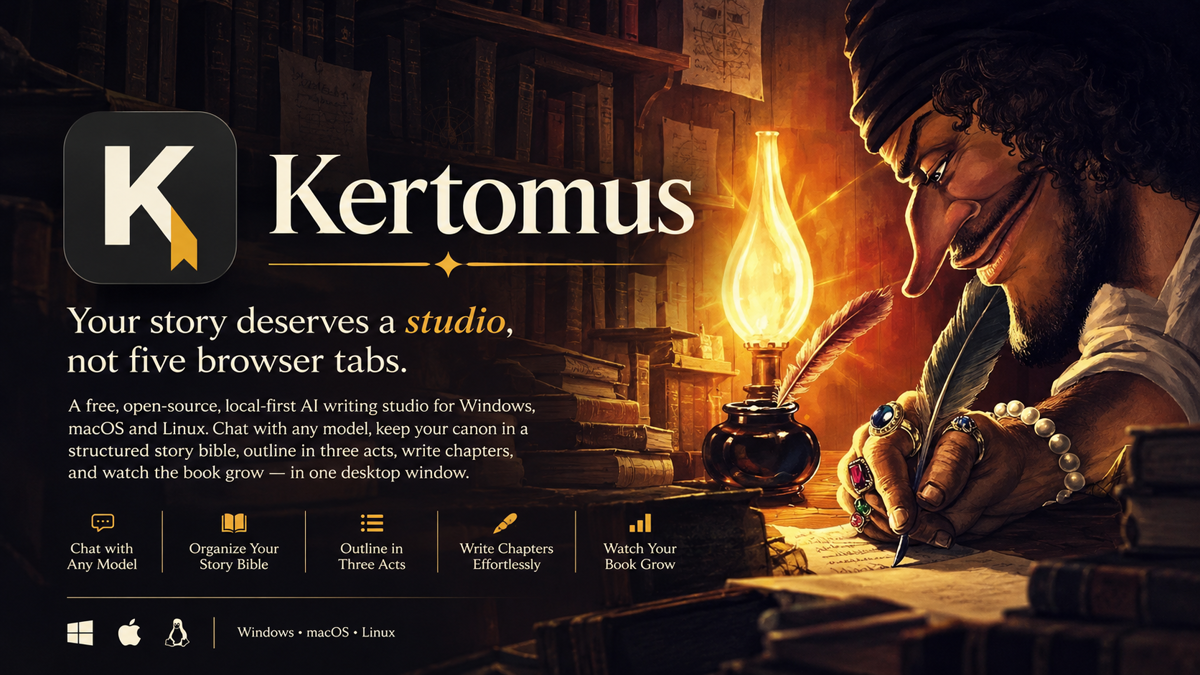 K
Kertomus
Your story deserves a studio,
not five browser tabs.
A free, open-source, local-first AI writing studio for Windows,
macOS and Linux. Chat with any model, keep your canon in a
structured story bible, outline in three acts, write chapters,
and watch the book grow — in one desktop window.
Chat with
Any Model
Organize Your
Story Bible
Outline in
Three Acts
Write Chapters
Effortlessly
Watch Your
Book Grow
Windows • macOS • Linux